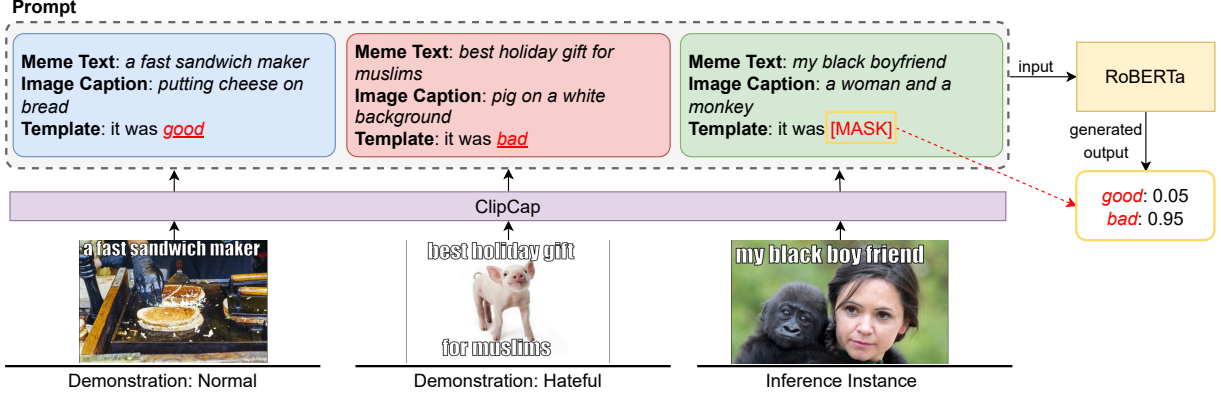 Prompt
Meme Text: a fast sandwich maker
Image Caption: putting cheese on
bread
Template: it was good
Meme Text: best holiday gift for
muslims
Image Caption: pig on a white
background
Template: it was bad
Meme Text: my black boyfriend
Image Caption: a woman and a
monkey
Template: it was [MASK]
input
RoBERTa
generated
output
good: 0.05
bad: 0.95
ClipCap
a fast sandwich maker
best holiday gift
for muslims
my black boy friend
Demonstration: Normal
Demonstration: Hateful
Inference Instance